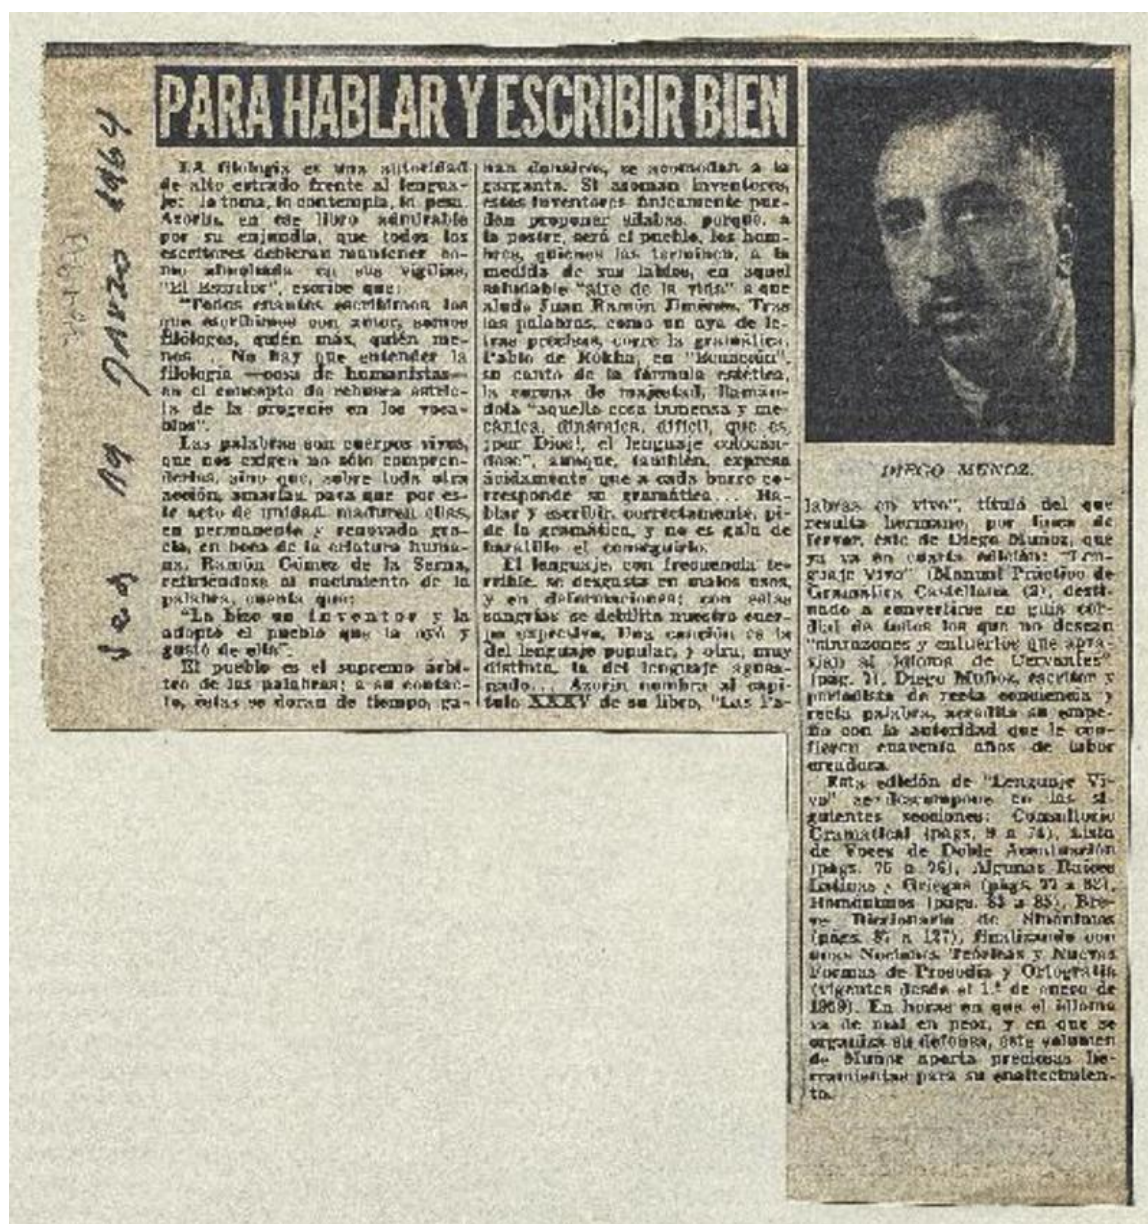 PARA HABLAR Y ESCRIBIR BIEN
LA filología es una autoridad
de alto estrado frente al lengua-
je: la toma, la contempla, la pesa.
Azorín, en ese libro admirable
por su enjundia, que todos los
escritores debieran mantener co-
mo almohada en sus vigilias,
"El Escritor", escribe que:
"Todos cuantos escribimos los
que escribimos con amor, somos
filólogos, quién más, quién me-
nos... No hay que entender la
filología —cosa de humanistas—
en el concepto de rebusca estric-
ta de la progenie en los voca-
blos".
Las palabras son cuerpos vivos,
que nos exigen no sólo compren-
derlas, sino que, sobre toda otra
acción, amarlas, para que por es-
te acto de unidad, maduren ellas,
en permanente y renovada gra-
cia, en boca de la criatura huma-
na. Ramón Gómez de la Serna,
refiriéndose al nacimiento de la
palabra, cuenta que:
"La hizo un inventor y la
adoptó el pueblo que la oyó y
gustó de ella".
El pueblo es el supremo árbi-
tro de las palabras; a su contac-
to, éstas se doran de tiempo, ga-
nan donaires, se acomodan a la
garganta. Si asoman inventores,
estos inventores únicamente pue-
den proponer sílabas, porque, a
la postre, será el pueblo, los hom-
bres, quienes las terminen, a la
medida de sus labios, en aquel
saludable "aire de la vida" a que
alude Juan Ramón Jiménez. Tras
las palabras, como un aya de le-
tras precisas, corre la gramática.
Pablo de Rokha, en "Ecuación",
su canto de la fórmula estética,
la corona de majestad, llamán-
dola "aquella cosa inmensa y me-
cánica, dinámica, difícil, que es,
¡por Dios!, el lenguaje colocán-
dose", aunque, también, expresa
ácidamente que a cada burro co-
rresponde su gramática... Ha-
blar y escribir, correctamente, pi-
de la gramática, y no es gala de
baratillo el conseguirlo.
El lenguaje, con frecuencia te-
rrible, se desgasta en malos usos,
y en deformaciones; con estas
sangrías se debilita nuestro cuer-
po expresivo. Una canción es la
del lenguaje popular, y otra, muy
distinta, la del lenguaje agusa-
nado... Azorín nombra al capí-
tulo XXXV de su libro, "Las Pa-
DIEGO MUÑOZ.
labras en vivo", título del que
resulta hermano, por línea de
fervor, éste de Diego Muñoz, que
ya va en cuarta edición: "Len-
guaje Vivo" (Manual Práctico de
Gramática Castellana (2), desti-
nado a convertirse en guía cor-
dial de todos los que no desean
"sinrazones y entuertos que agra-
vian al idioma de Cervantes"
(pág. 7). Diego Muñoz, escritor y
periodista de recta conciencia y
recta palabra, acredita su empe-
ño con la autoridad que le con-
fieren cuarenta años de labor
creadora.
Esta edición de "Lenguaje Vi-
vo" se descompone en las si-
guientes secciones: Consultorio
Gramatical (págs. 9 a 74), Lista
de Voces de Doble Acentuación
(págs. 75 a 76), Algunas Raíces
Latinas y Griegas (págs. 77 a 82),
Homónimos (págs. 83 a 85), Bre-
ve Diccionario de Sinónimos
(págs. 87 a 127), finalizando con
unas Nociones Teóricas y Nuevas
Formas de Prosodia y Ortografía
(vigentes desde el 1.º de enero de
1959). En horas en que el idioma
va de mal en peor, y en que se
organiza su defensa, este volumen
de Muñoz aporta preciosas he-
rramientas para su enaltecimien-
to.
19 Marzo 1964